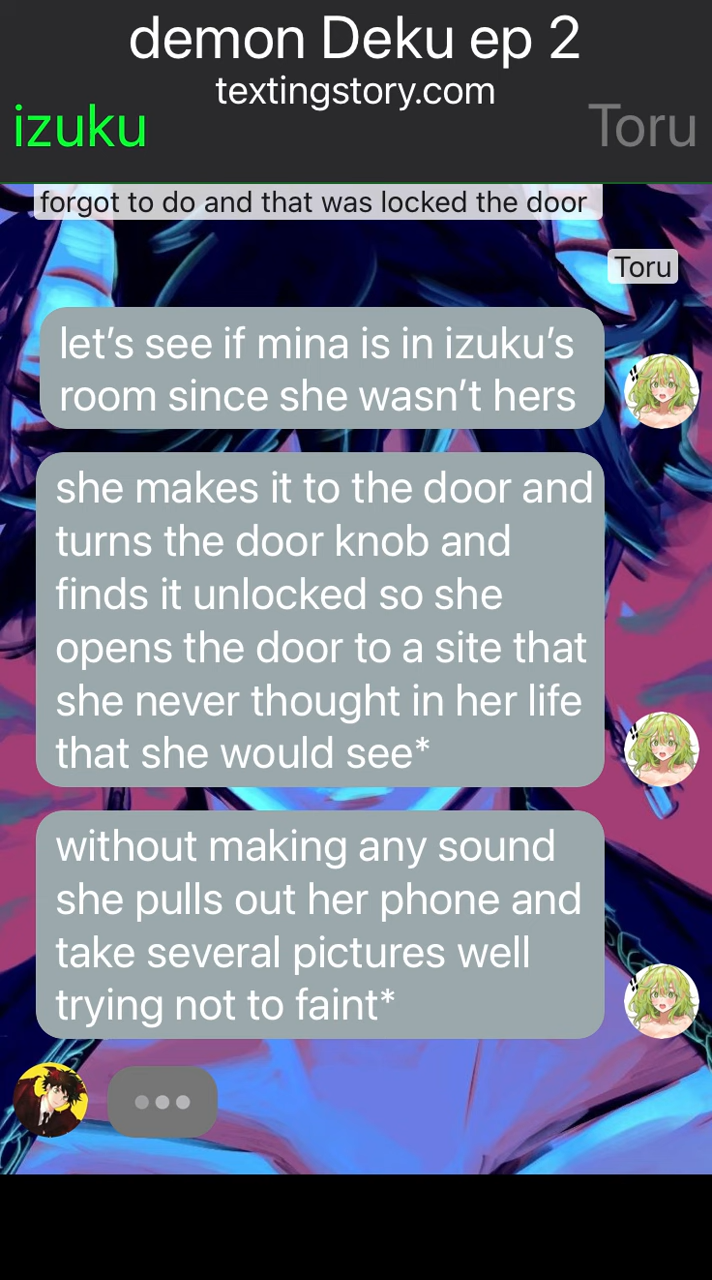 demon Deku ep 2
textingstory.com
izuku
Toru
forgot to do and that was locked the door
Toru
let’s see if mina is in izuku’s
room since she wasn’t hers
she makes it to the door and
turns the door knob and
finds it unlocked so she
opens the door to a site that
she never thought in her life
that she would see*
without making any sound
she pulls out her phone and
take several pictures well
trying not to faint*